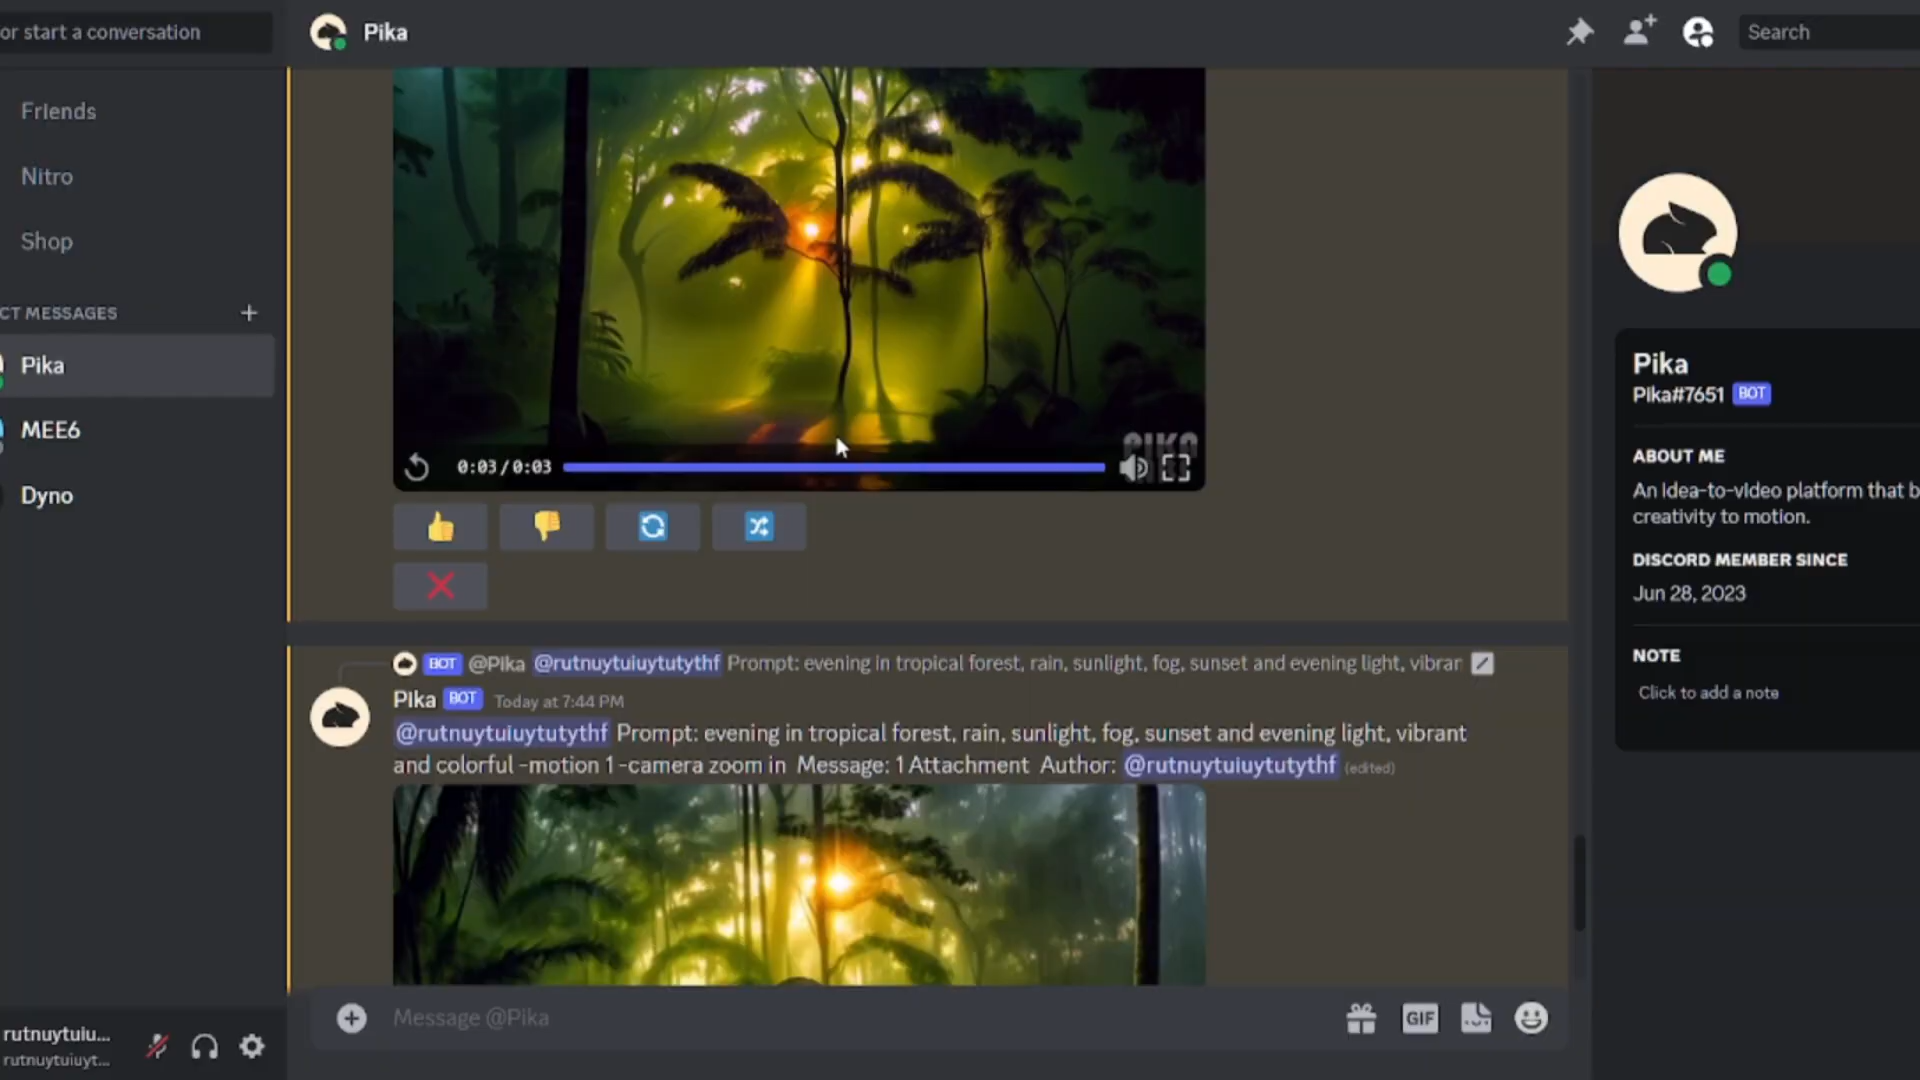 or start a conversation
Pika
Search
Friends
Nitro
Shop
CT MESSAGES
Pika
MEE6
Dyno
PIKA
0:03/0:03
BOT @Pika @rutnuytuiuytutythf Prompt: evening in tropical forest, rain, sunlight, fog, sunset and evening light, vibrar
Pika BOT Today at 7:44 PM
@rutnuytuiuytutythf Prompt: evening in tropical forest, rain, sunlight, fog, sunset and evening light, vibrant
and colorful -motion 1 -camera zoom in Message: 1 Attachment Author: @rutnuytuiuytutythf (edited)
Message @Pika
GIF
rutnuytuiu...
rutnuytuiuyt...
Pika
Pika#7651 BOT
ABOUT ME
An idea-to-video platform that b
creativity to motion.
DISCORD MEMBER SINCE
Jun 28, 2023
NOTE
Click to add a note